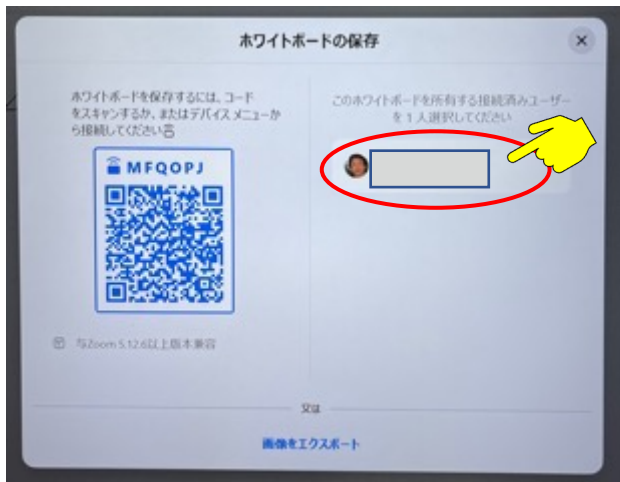 ホワイトボードの保存
ホワイトボードを保存するには、コード
をスキャンするか、またはデバイス メニューか
ら接続してください
MFQOPJ
与Zoom 5.12.6以上版本兼容
このホワイトボードを所有する接続済みユーザー
を 1 人選択してください
又は
画像をエクスポート